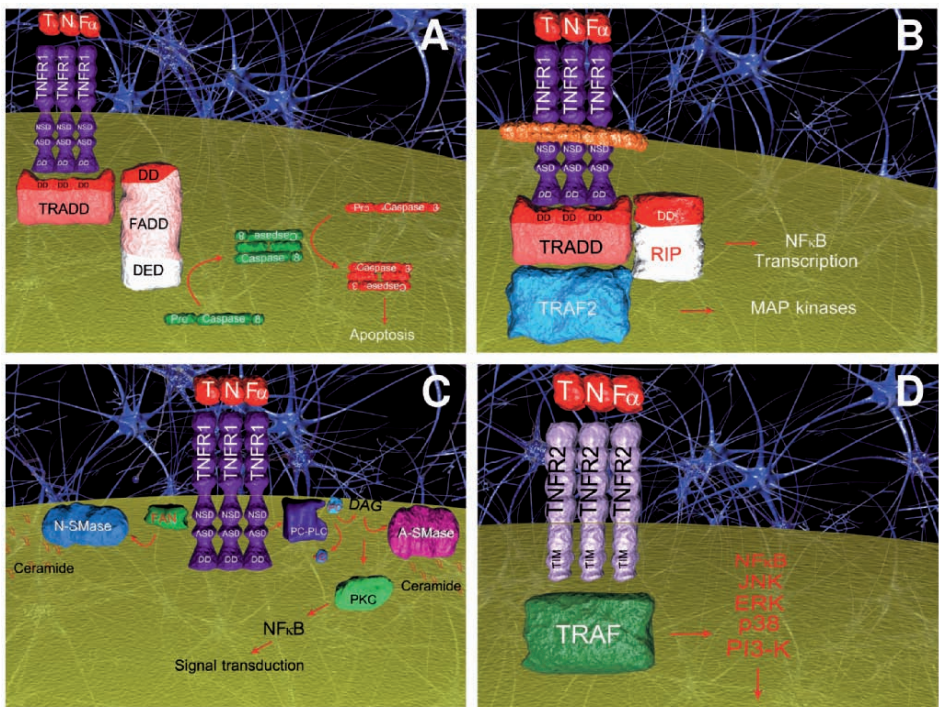 A
T N Fα
TNFR1 TNFR1 TNFR1
NSD NSD NSD
ASD ASD ASD
DD DD DD
DD DD DD
TRADD
DD
FADD
DED
Pro Caspase 8
Caspase 8
Caspase 8
Pro Caspase 3
Caspase 3
Caspase 3
Apoptosis
B
T N Fα
TNFR1 TNFR1 TNFR1
NSD NSD NSD
ASD ASD ASD
DD DD DD
DD DD DD
TRADD
DD
RIP
TRAF2
NFκB
Transcription
MAP kinases
C
T N Fα
TNFR1 TNFR1 TNFR1
NSD NSD NSD
ASD ASD ASD
DD DD DD
N-SMase
FAN
Ceramide
PC-PLC
DAG
A-SMase
Ceramide
PKC
NFκB
Signal transduction
D
T N Fα
TNFR2 TNFR2 TNFR2
TIM TIM TIM
TRAF
NFκB
JNK
ERK
p38
PI3-K